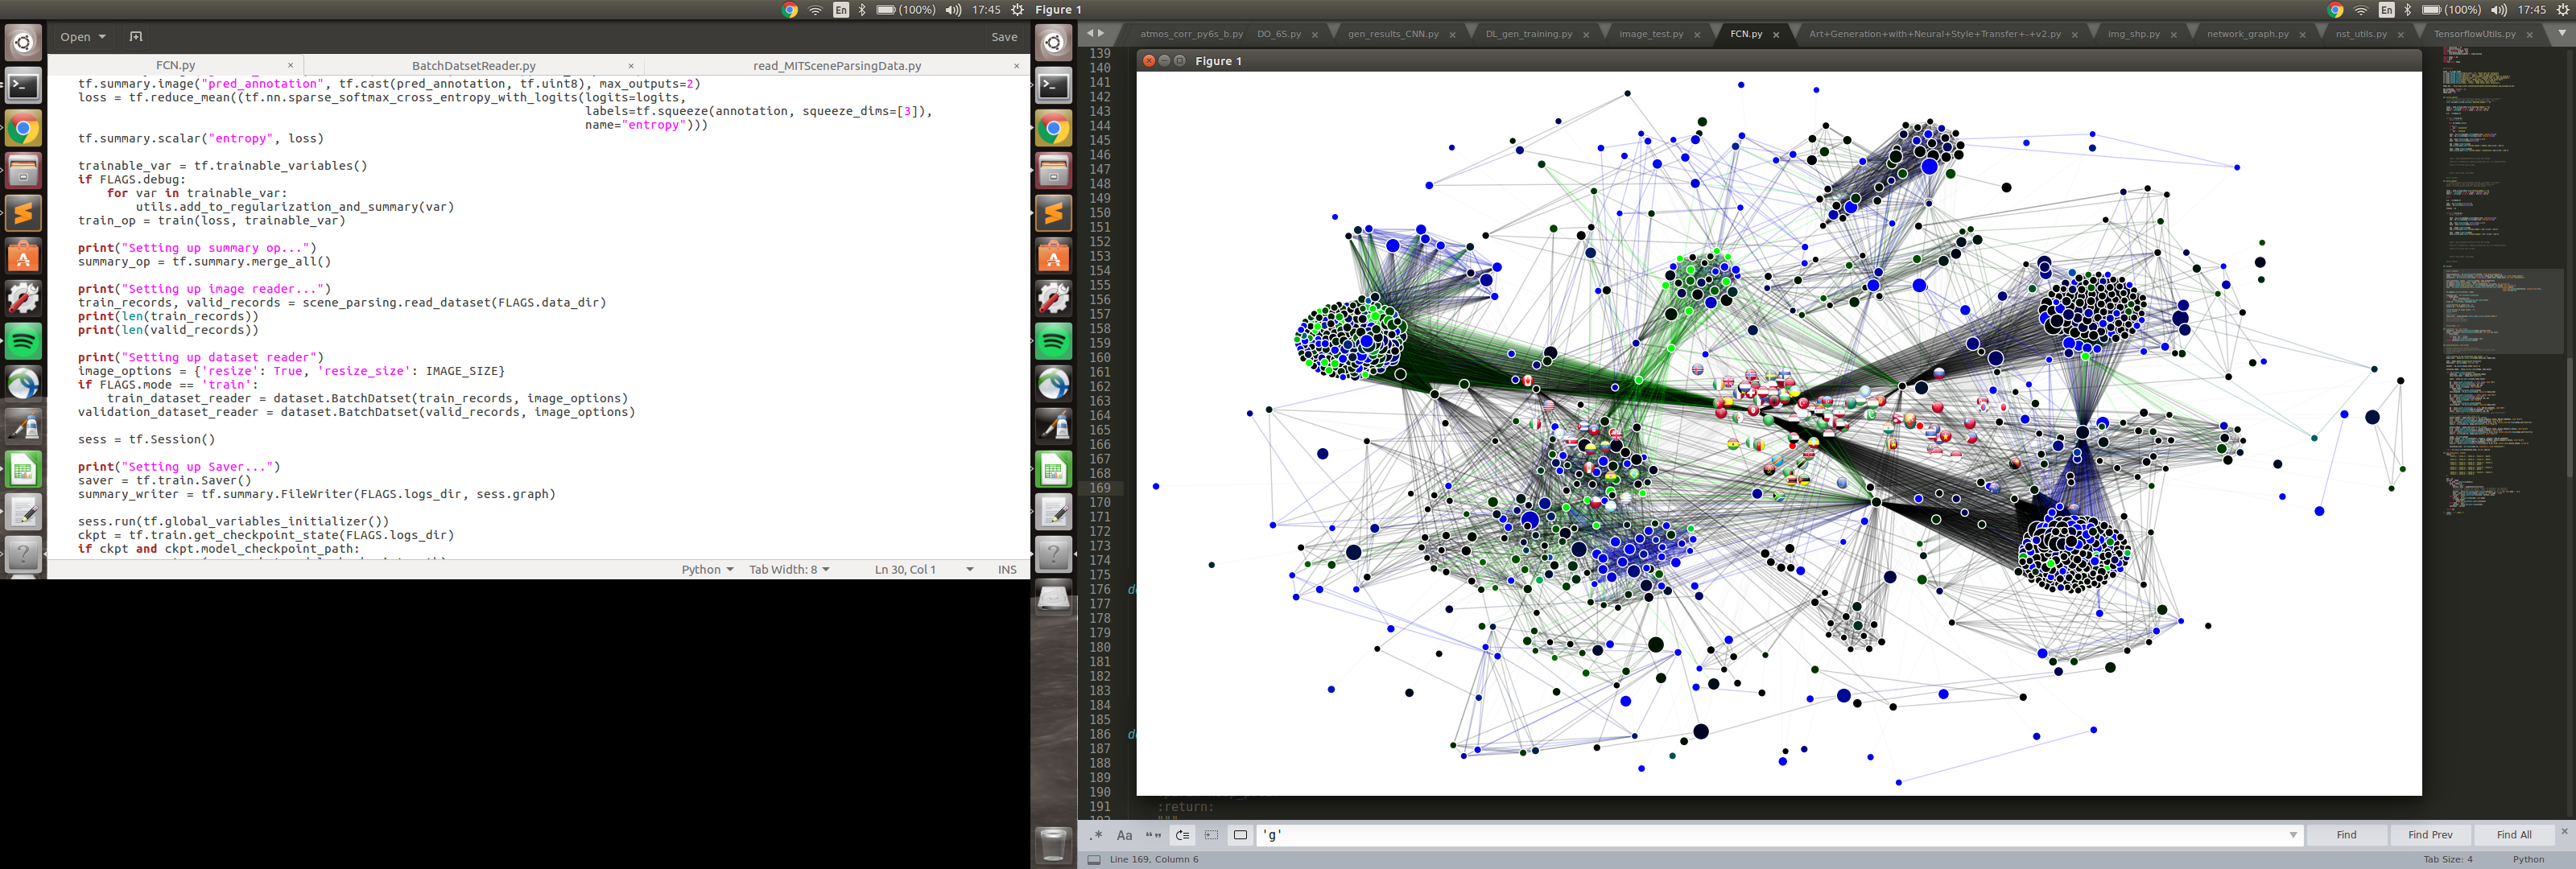 En (100%) 17:45 Figure 1
En (100%) 17:45
Open Save
FCN.py × BatchDatsetReader.py × read_MITSceneParsingData.py ×
tf.summary.image("pred_annotation", tf.cast(pred_annotation, tf.uint8), max_outputs=2)
loss = tf.reduce_mean((tf.nn.sparse_softmax_cross_entropy_with_logits(logits=logits,
labels=tf.squeeze(annotation, squeeze_dims=[3]),
name="entropy")))
tf.summary.scalar("entropy", loss)
trainable_var = tf.trainable_variables()
if FLAGS.debug:
for var in trainable_var:
utils.add_to_regularization_and_summary(var)
train_op = train(loss, trainable_var)
print("Setting up summary op...")
summary_op = tf.summary.merge_all()
print("Setting up image reader...")
train_records, valid_records = scene_parsing.read_dataset(FLAGS.data_dir)
print(len(train_records))
print(len(valid_records))
print("Setting up dataset reader")
image_options = {'resize': True, 'resize_size': IMAGE_SIZE}
if FLAGS.mode == 'train':
train_dataset_reader = dataset.BatchDatset(train_records, image_options)
validation_dataset_reader = dataset.BatchDatset(valid_records, image_options)
sess = tf.Session()
print("Setting up Saver...")
saver = tf.train.Saver()
summary_writer = tf.summary.FileWriter(FLAGS.logs_dir, sess.graph)
sess.run(tf.global_variables_initializer())
ckpt = tf.train.get_checkpoint_state(FLAGS.logs_dir)
if ckpt and ckpt.model_checkpoint_path:
Python Tab Width: 8 Ln 30, Col 1 INS
atmos_corr_py6s_b.py DO_6S.py × gen_results_CNN.py × DL_gen_training.py × image_test.py × FCN.py × Art+Generation+with+Neural+Style+Transfer+-+v2.py × img_shp.py × network_graph.py × nst_utils.py × TensorflowUtils.py ×
Figure 1
139
140
141
142
143
144
145
146
147
148
149
150
151
152
153
154
155
156
157
158
159
160
161
162
163
164
165
166
167
168
169
170
171
172
173
174
175
176 de
177
178
179
180
181
182
183
184
185
186 de
187
188
189
190
191 :return:
192 """
.* Aa “” 'g' Find Find Prev Find All ×
Line 169, Column 6 Tab Size: 4 Python